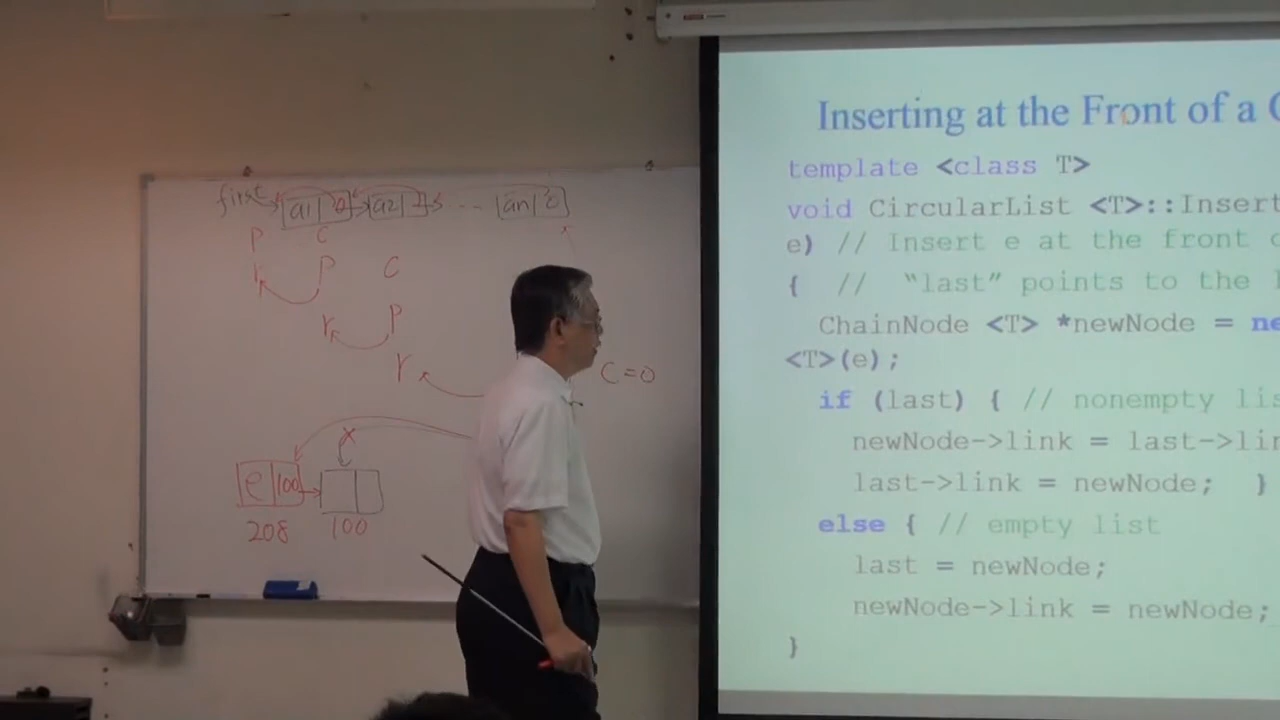 first → a1 | 0 → a2 | → ... an | 0
p c
r p c
r p
r
C = 0
x
e 100
208 100
Inserting at the Front of a C
template <class T>
void CircularList <T>::Insert
e) // Insert e at the front
{ // “last” points to the
ChainNode <T> *newNode = ne
<T>(e);
if (last) { // nonempty lis
newNode->link = last->lin
last->link = newNode; }
else { // empty list
last = newNode;
newNode->link = newNode;
}